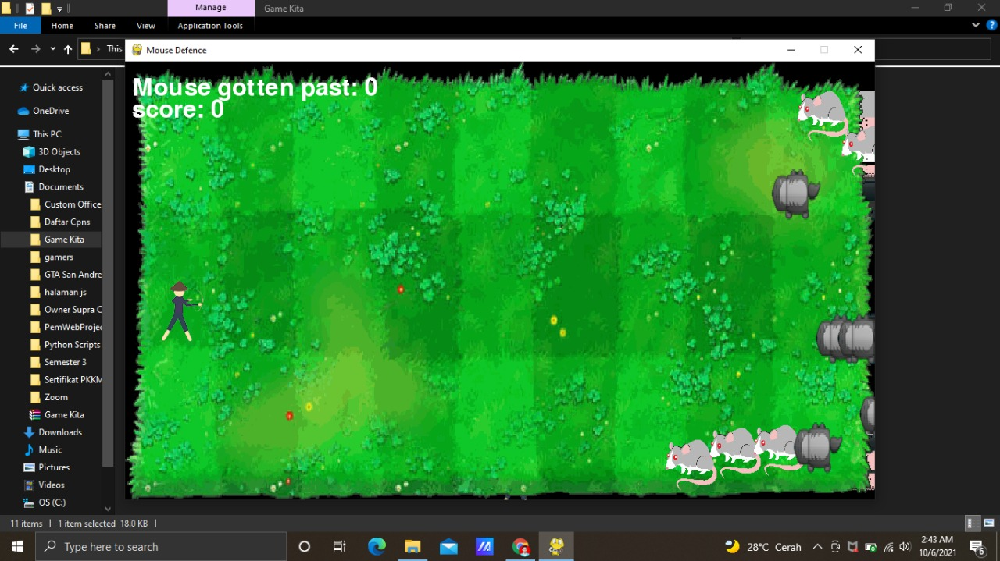 Manage
Game Kita
File
Home
Share
View
Application Tools
This
Mouse Defence
Mouse gotten past: 0
score: 0
Quick access
OneDrive
This PC
3D Objects
Desktop
Documents
Custom Office
Daftar Cpns
Game Kita
gamers
GTA San Andre
halaman js
Owner Supra C
PemWebProjec
Python Scripts
Semester 3
Sertifikat PKKM
Zoom
Game Kita
Downloads
Music
Pictures
Videos
OS (C:)
11 items
1 item selected 18.0 KB
Type here to search
28°C Cerah
2:43 AM
10/6/2021
6